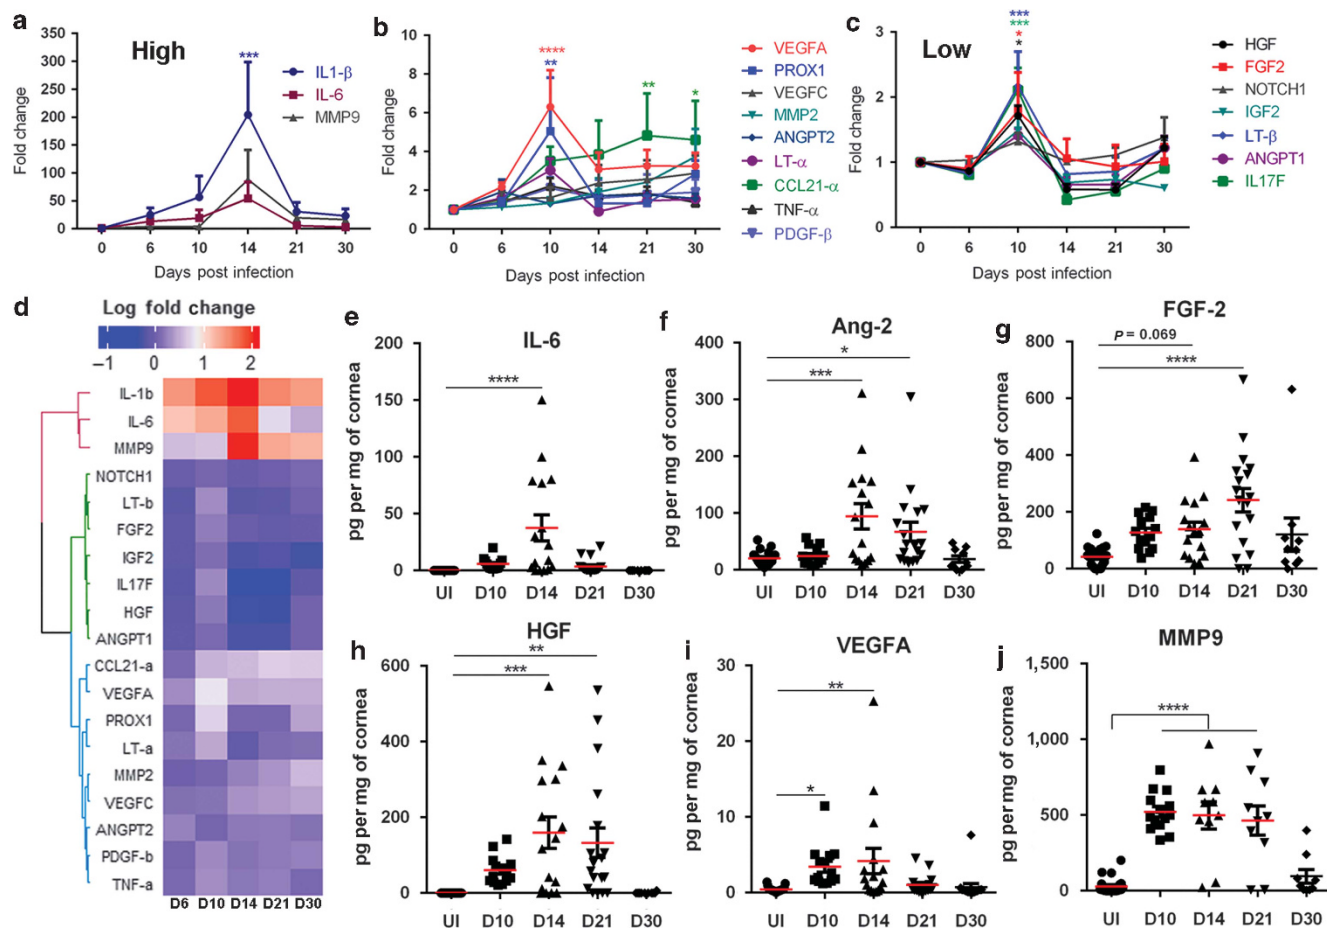 a
High
Fold change
350
300
250
200
150
100
50
0
0 6 10 14 21 30
Days post infection
***
IL1-β
IL-6
MMP9
b
Fold change
10
8
6
4
2
0
0 6 10 14 21 30
Days post infection
****
**
**
*
VEGFA
PROX1
VEGFC
MMP2
ANGPT2
LT-α
CCL21-α
TNF-α
PDGF-β
c
Low
Fold change
3
2
1
0
0 6 10 14 21 30
Days post infection
***
***
*
*
HGF
FGF2
NOTCH1
IGF2
LT-β
ANGPT1
IL17F
d
Log fold change
−1 0 1 2
IL-1b
IL-6
MMP9
NOTCH1
LT-b
FGF2
IGF2
IL17F
HGF
ANGPT1
CCL21-a
VEGFA
PROX1
LT-a
MMP2
VEGFC
ANGPT2
PDGF-b
TNF-a
D6 D10 D14 D21 D30
e
IL-6
pg per mg of cornea
200
150
100
50
0
****
UI D10 D14 D21 D30
f
Ang-2
pg per mg of cornea
400
300
200
100
0
*
***
UI D10 D14 D21 D30
g
FGF-2
pg per mg of cornea
800
600
400
200
0
P = 0.069
****
UI D10 D14 D21 D30
h
HGF
pg per mg of cornea
600
400
200
0
**
***
UI D10 D14 D21 D30
i
VEGFA
pg per mg of cornea
30
20
10
0
**
*
UI D10 D14 D21 D30
j
MMP9
pg per mg of cornea
1,500
1,000
500
0
****
UI D10 D14 D21 D30